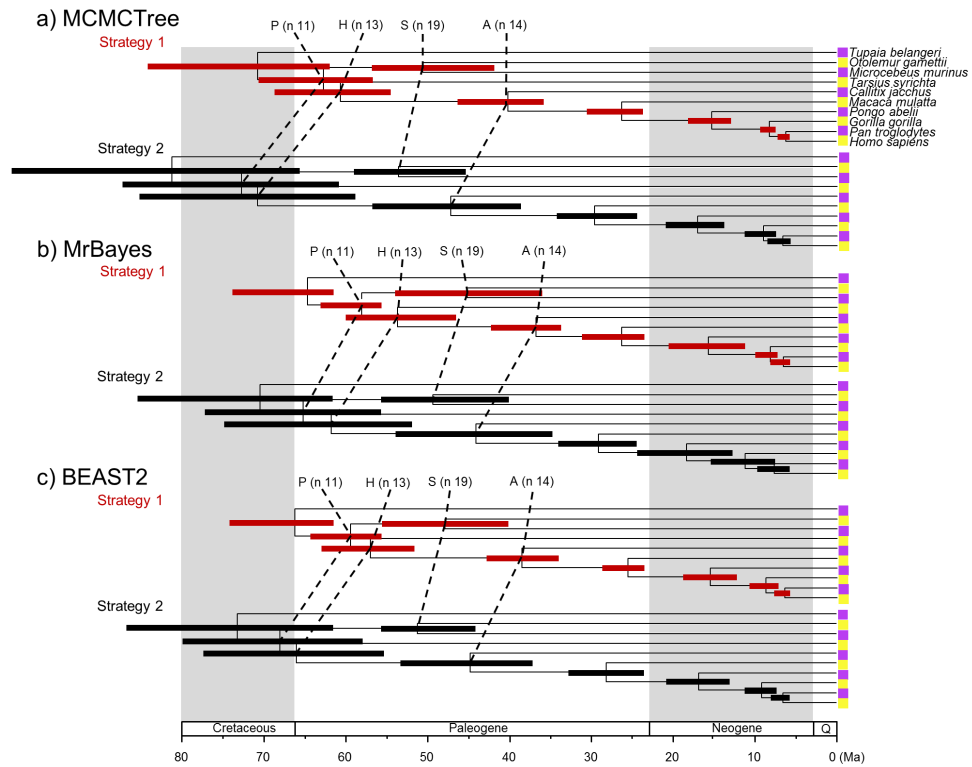 a) MCMCTree
P (n 11) H (n 13) S (n 19) A (n 14)
Strategy 1
Tupaia belangeri
Otolemur garnettii
Microcebeus murinus
Tarsius syrichta
Callitix jacchus
Macaca mulatta
Pongo abelii
Gorilla gorilla
Pan troglodytes
Homo sapiens
Strategy 2
b) MrBayes
P (n 11) H (n 13) S (n 19) A (n 14)
Strategy 1
Strategy 2
c) BEAST2
P (n 11) H (n 13) S (n 19) A (n 14)
Strategy 1
Strategy 2
Cretaceous Paleogene Neogene Q
80 70 60 50 40 30 20 10 0 (Ma)